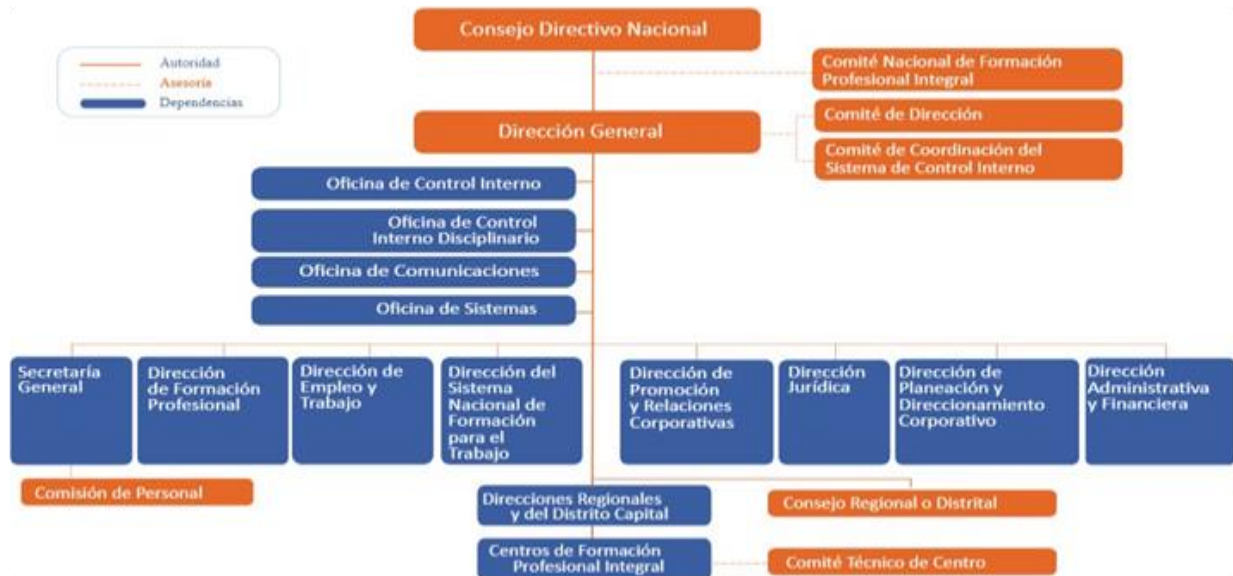 Consejo Directivo Nacional
Autoridad
Asesoría
Dependencias
Comité Nacional de Formación
Profesional Integral
Dirección General
Comité de Dirección
Comité de Coordinación del
Sistema de Control Interno
Oficina de Control Interno
Oficina de Control
Interno Disciplinario
Oficina de Comunicaciones
Oficina de Sistemas
Secretaría
General
Dirección
de Formación
Profesional
Dirección de
Empleo y
Trabajo
Dirección del
Sistema
Nacional de
Formación
para el
Trabajo
Dirección de
Promoción
y Relaciones
Corporativas
Dirección
Jurídica
Dirección de
Planeación y
Direccionamiento
Corporativo
Dirección
Administrativa
y Financiera
Comisión de Personal
Direcciones Regionales
y del Distrito Capital
Consejo Regional o Distrital
Centros de Formación
Profesional Integral
Comité Técnico de Centro